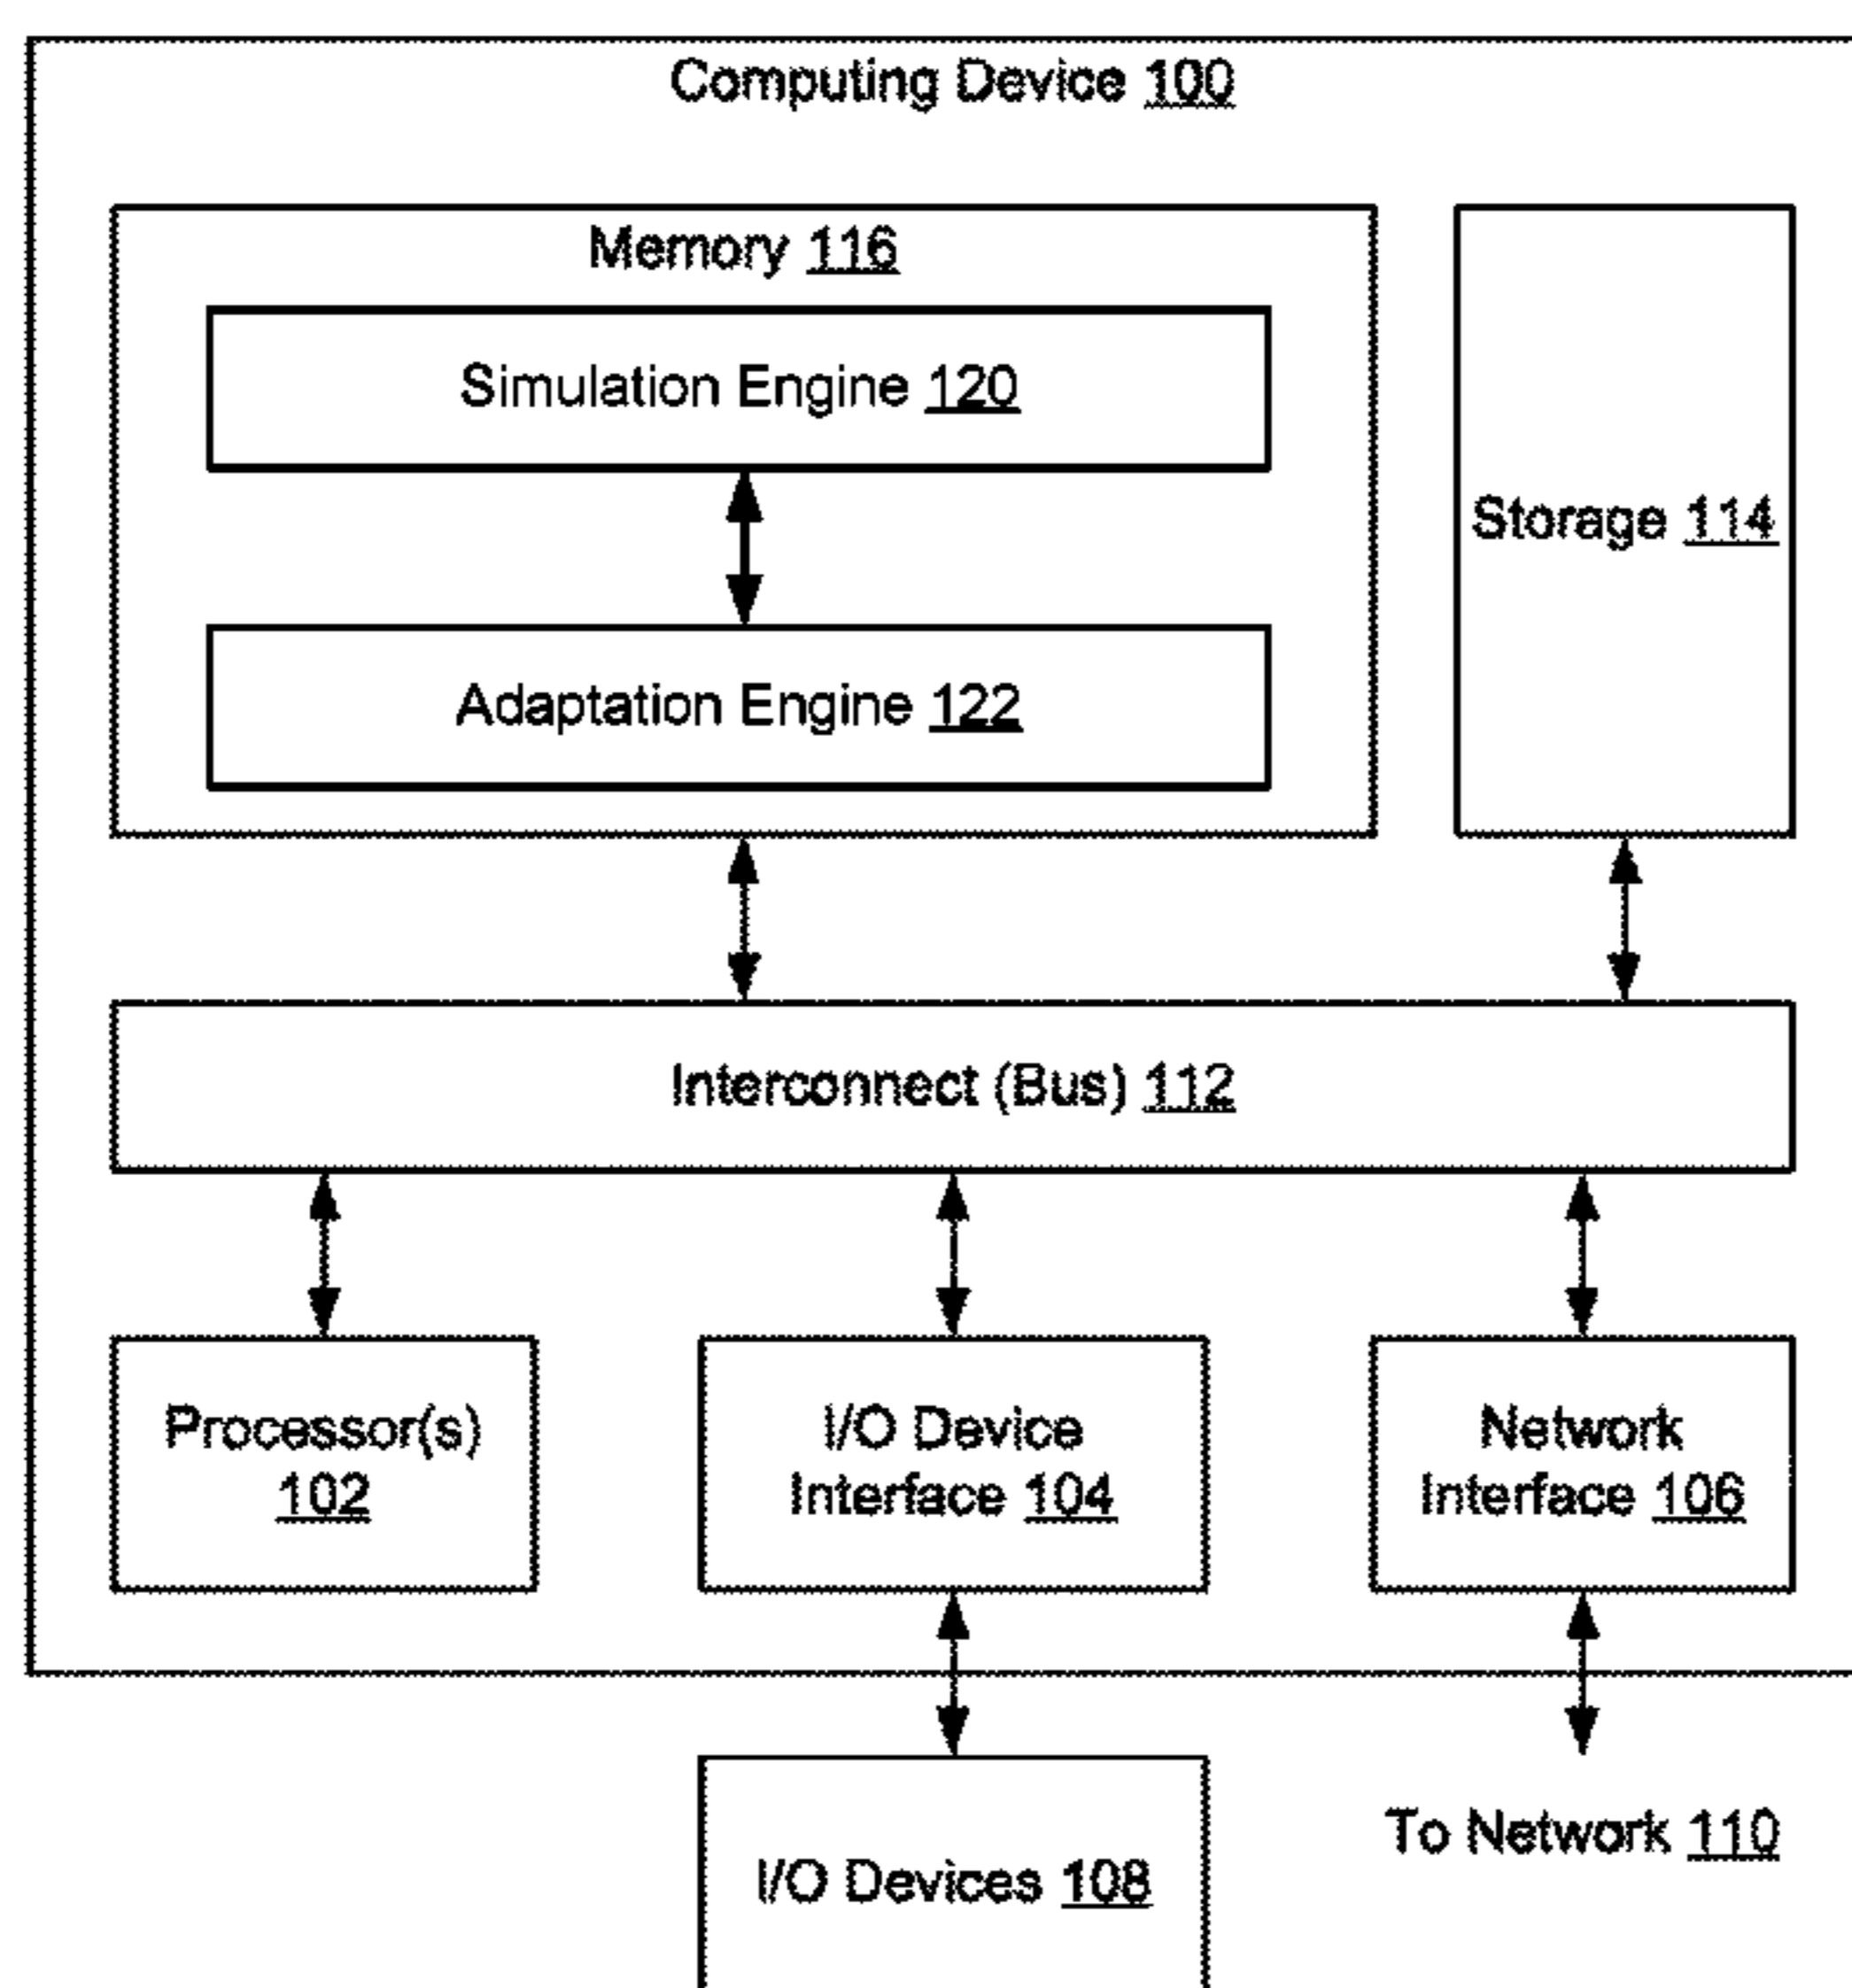 Computing Device 100
Memory 116
Simulation Engine 120
Storage 114
Adaptation Engine 122
Interconnect (Bus) 112
Processor(s)
102
I/O Device
Interface 104
Network
Interface 106
To Network 110
I/O Devices 108